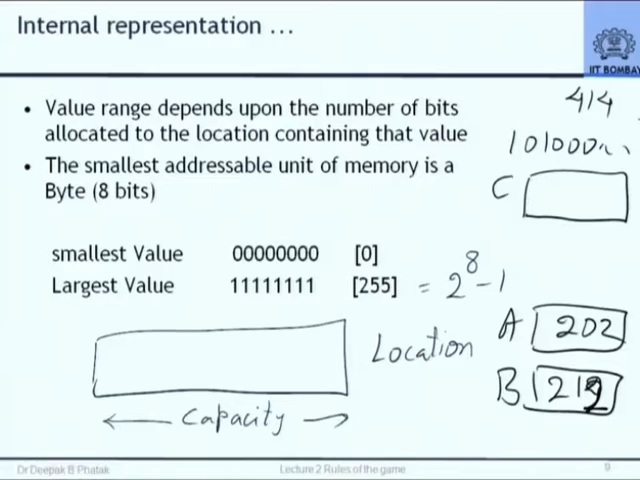 Internal representation ...
IIT BOMBAY
• Value range depends upon the number of bits
allocated to the location containing that value
• The smallest addressable unit of memory is a
Byte (8 bits)
414
101000...
C
smallest Value 00000000 [0]
Largest Value 11111111 [255] = 2^8 - 1
Location
A 202
B 212
Capacity
Dr Deepak B Phatak
Lecture 2 Rules of the game
9